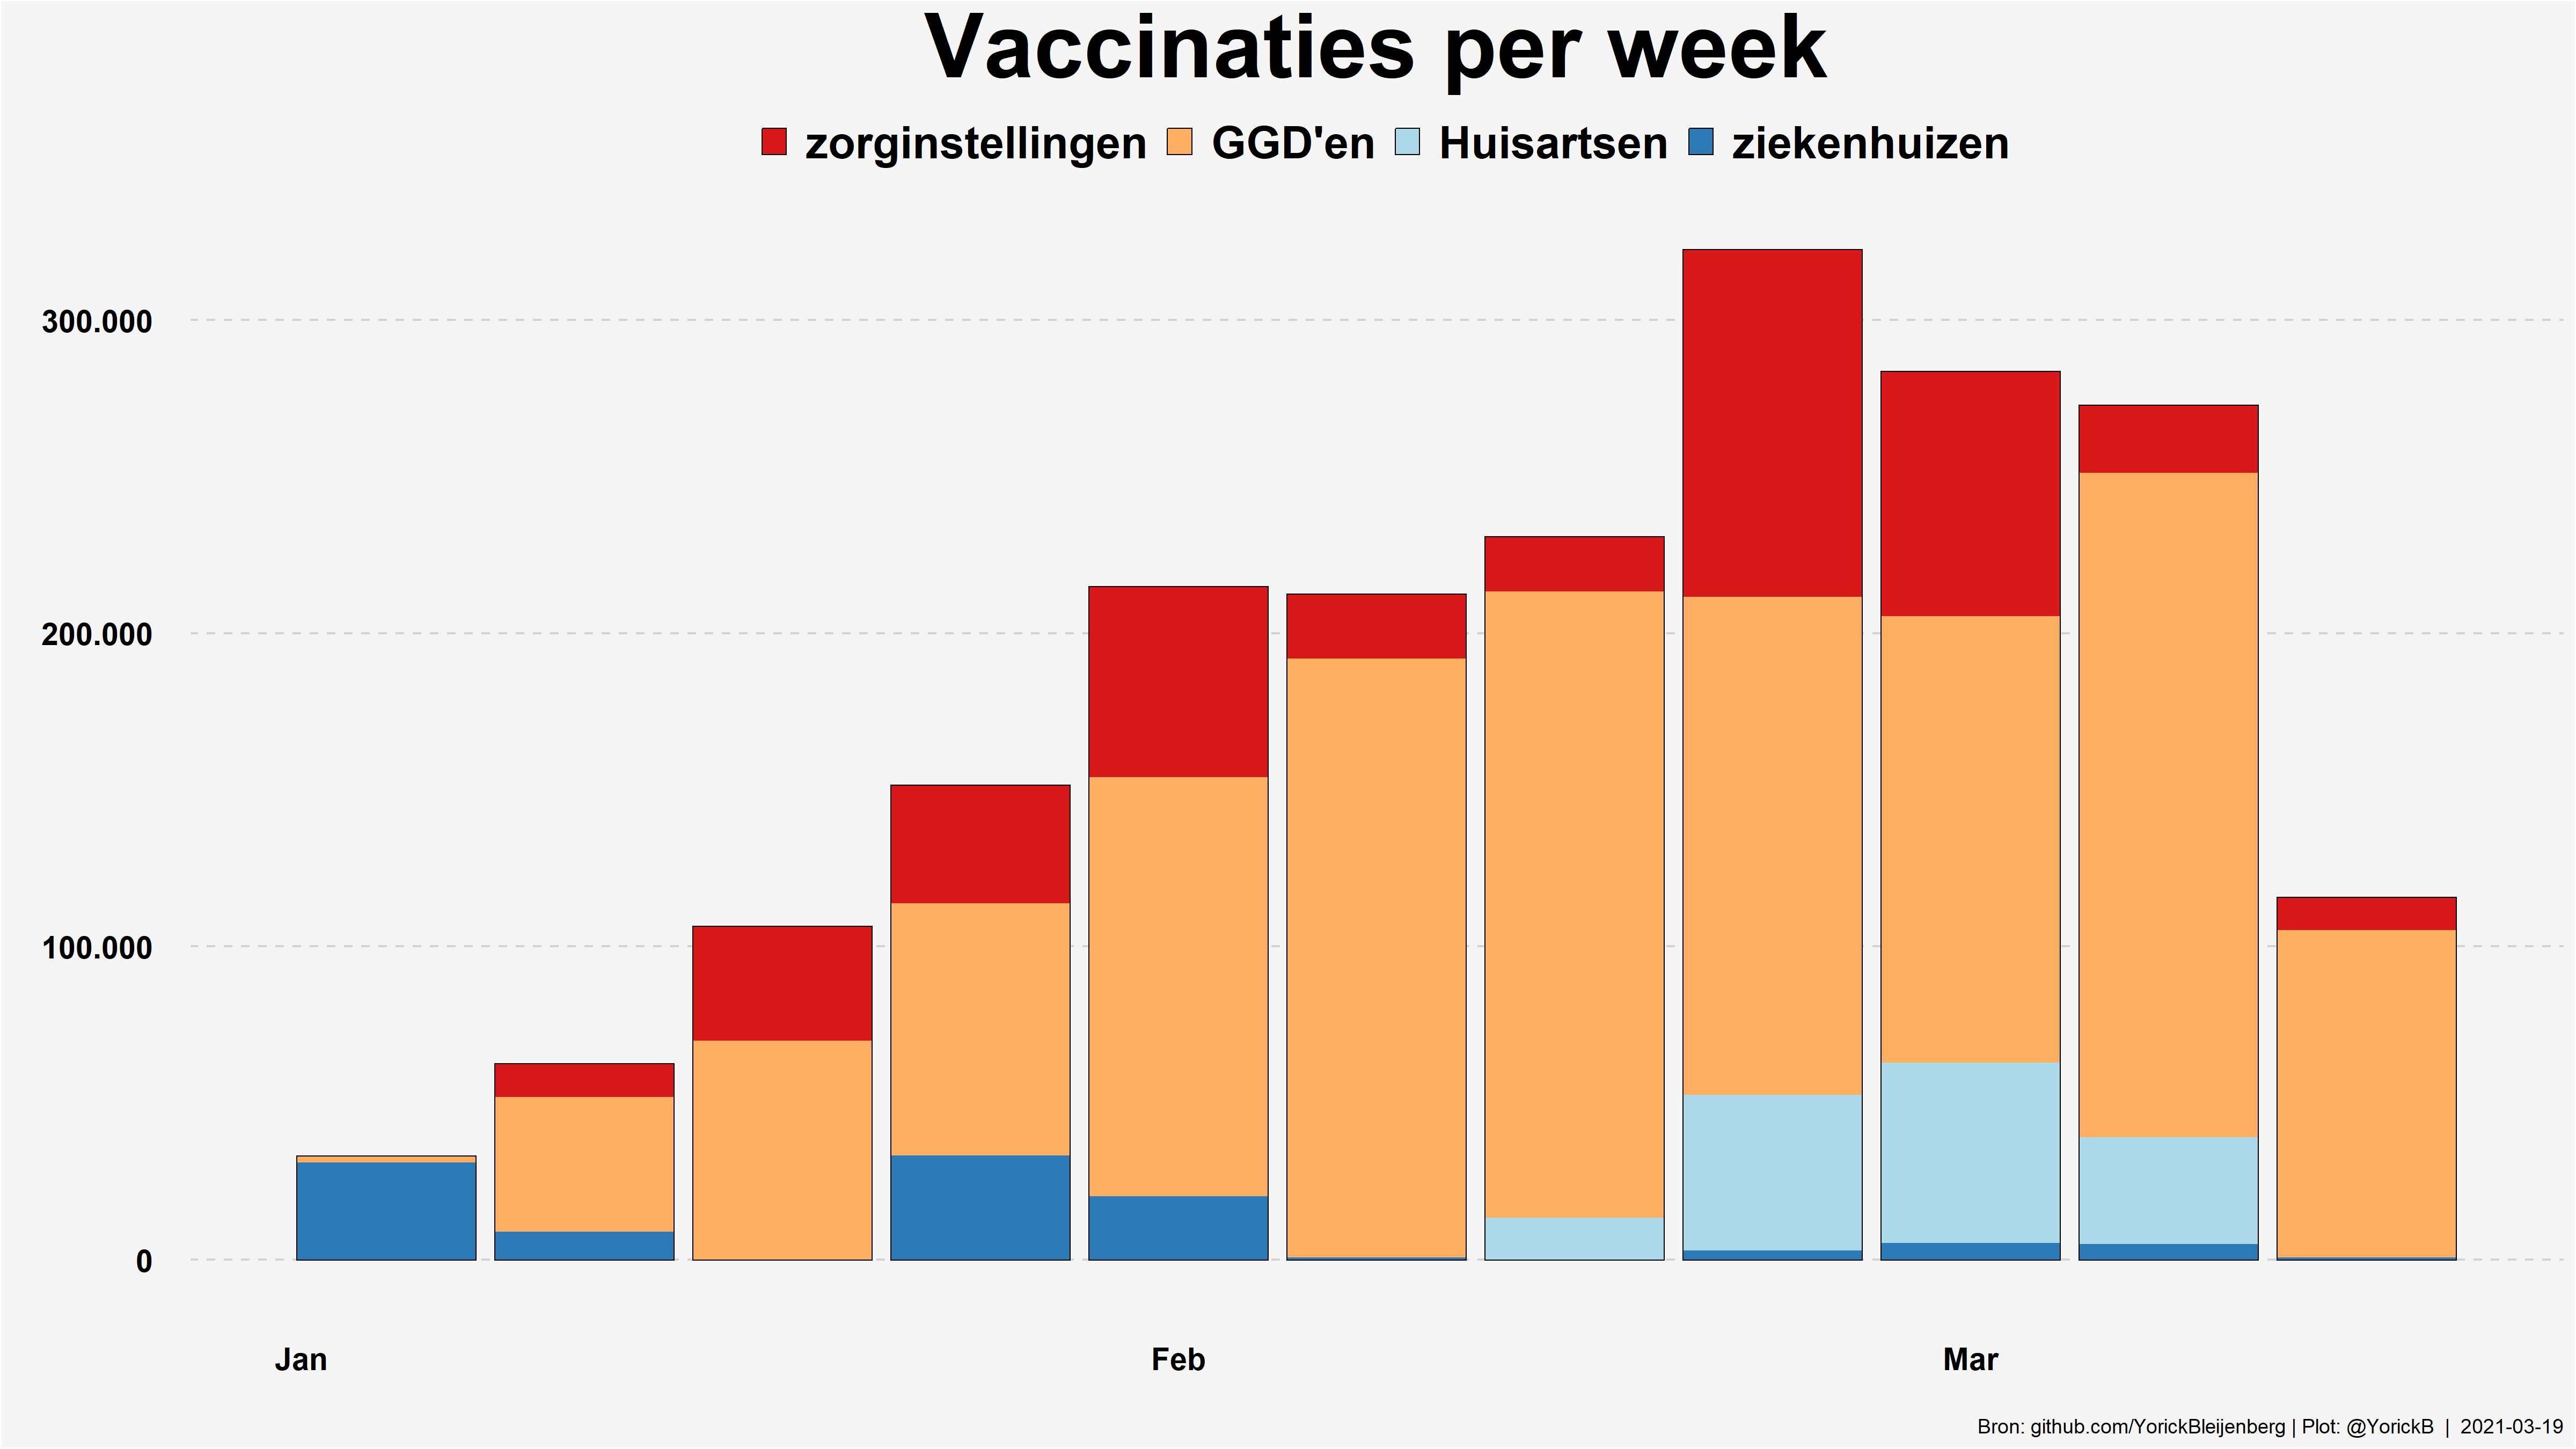 Vaccinaties per week
zorginstellingen GGD'en Huisartsen ziekenhuizen
300.000
200.000
100.000
0
Jan Feb Mar
Bron: github.com/YorickBleijenberg | Plot: @YorickB | 2021-03-19